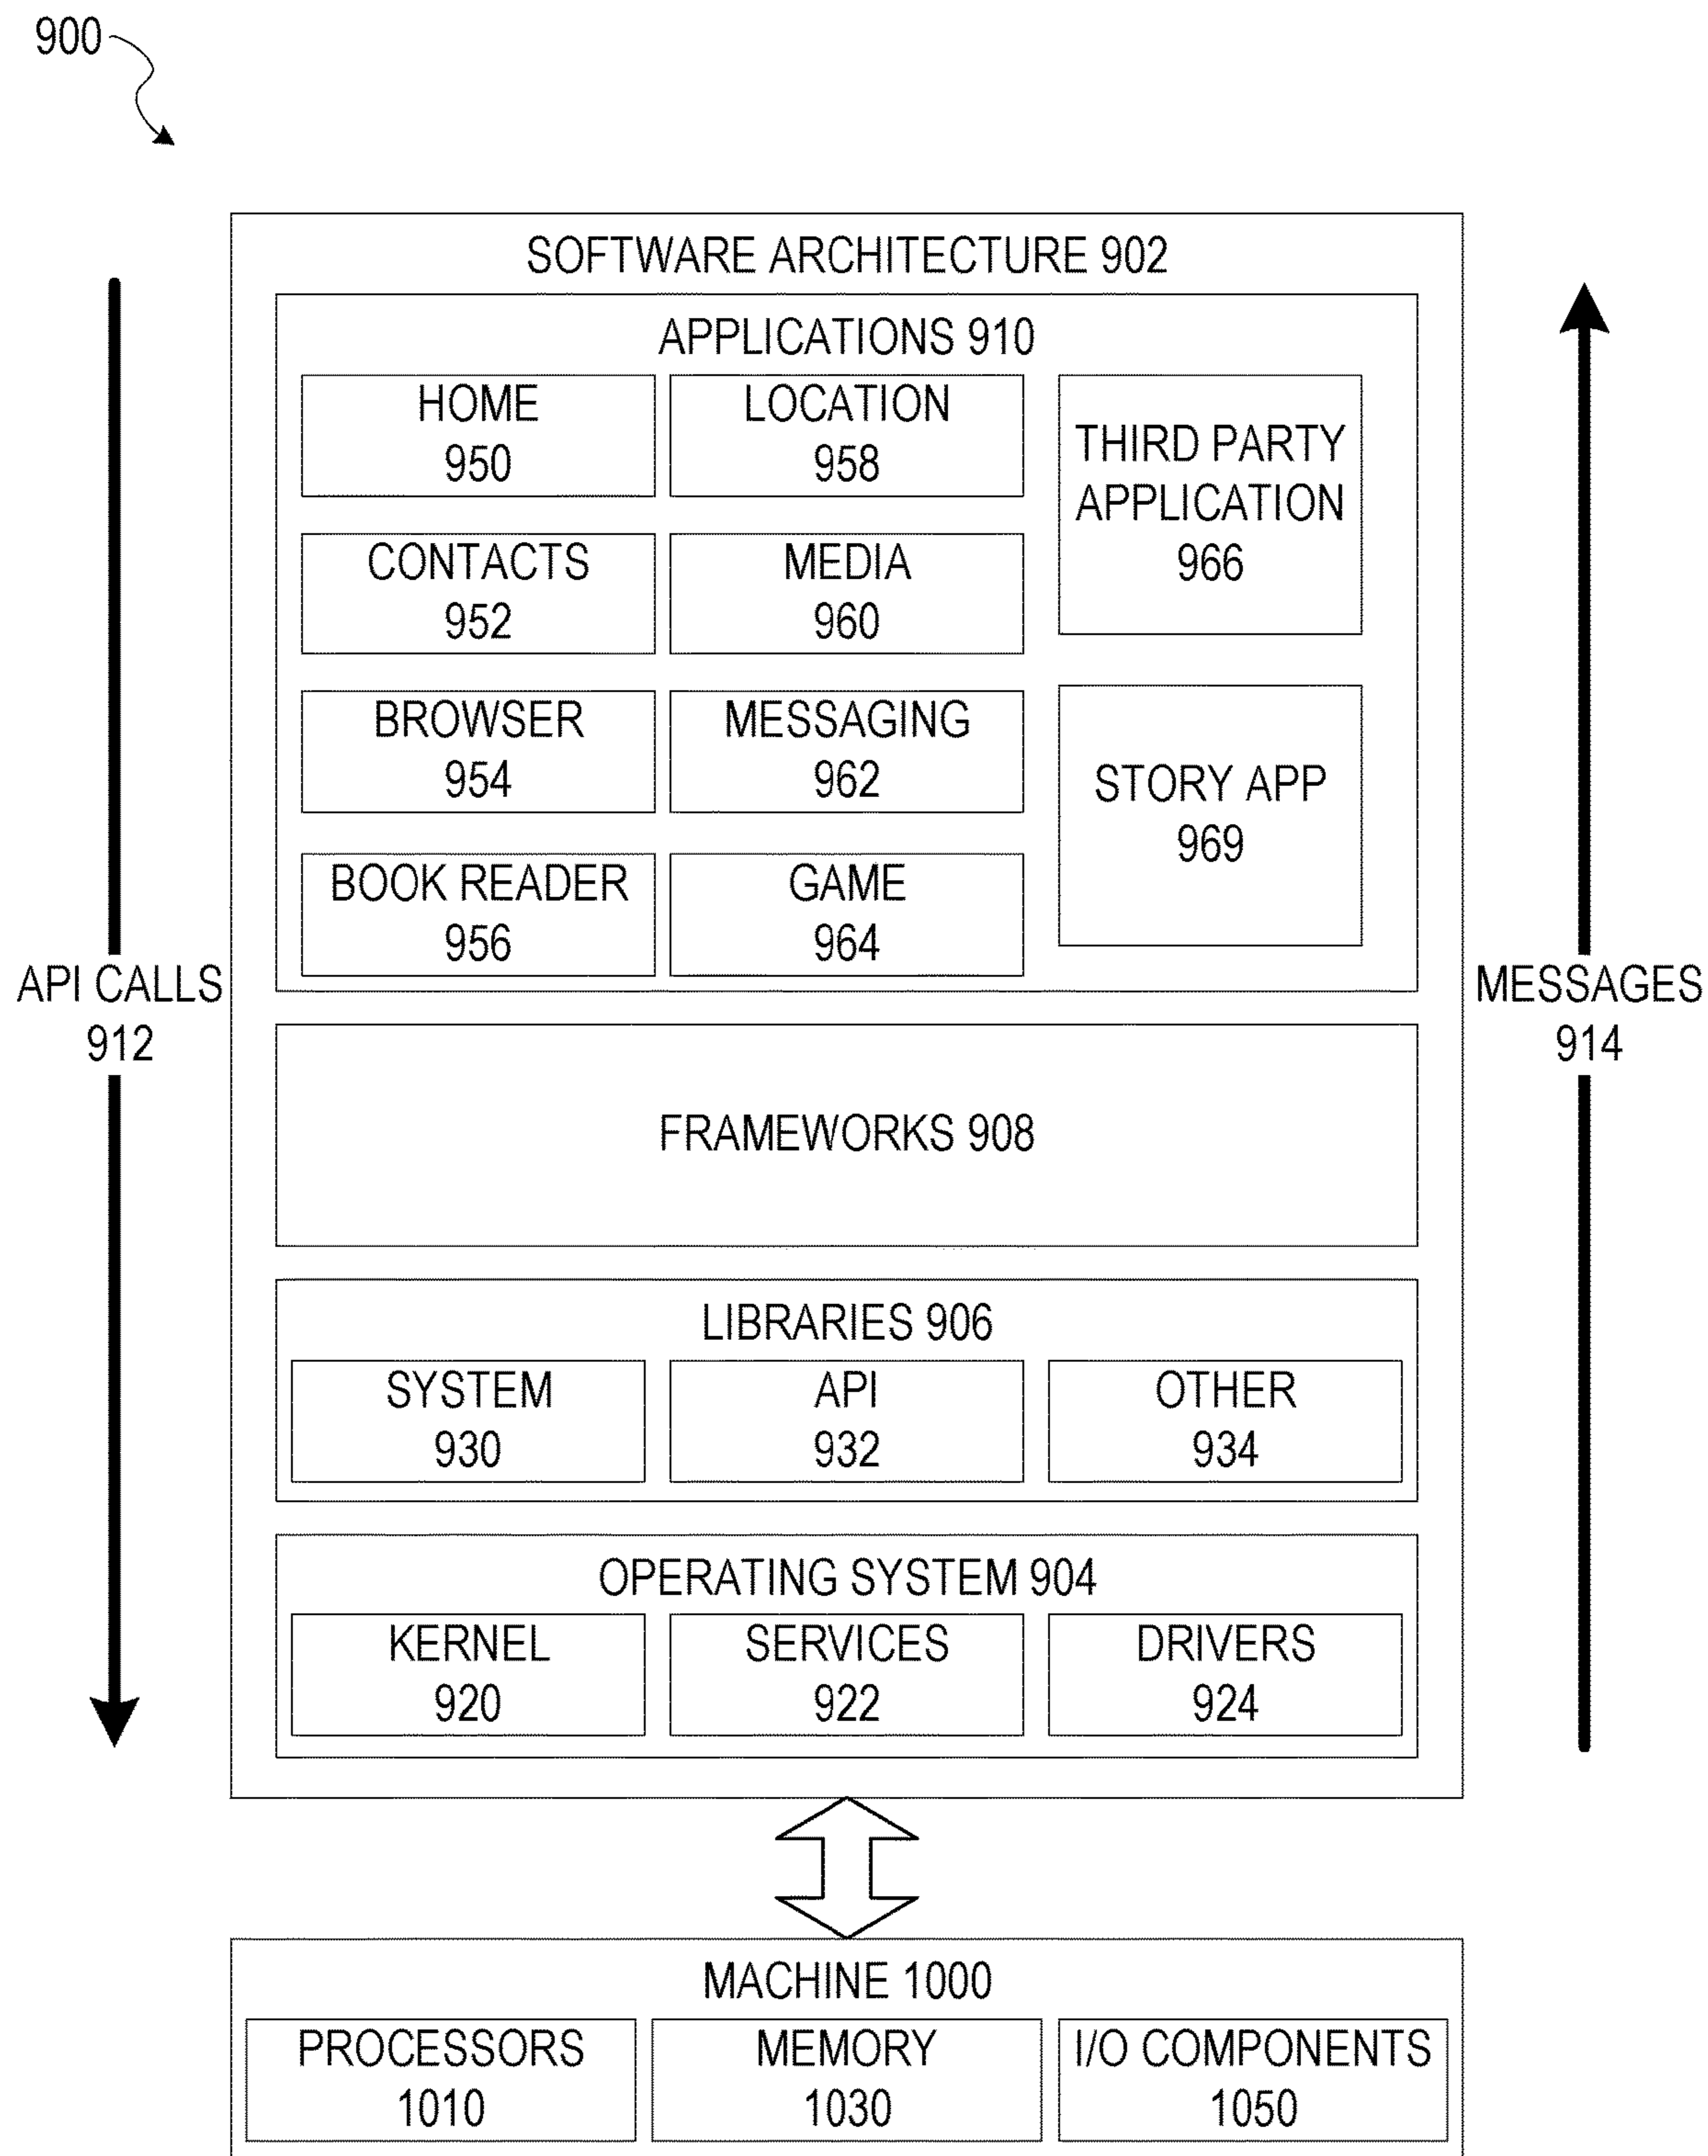 900
SOFTWARE ARCHITECTURE 902
APPLICATIONS 910
HOME
950
LOCATION
958
THIRD PARTY
APPLICATION
966
CONTACTS
952
MEDIA
960
BROWSER
954
MESSAGING
962
STORY APP
969
BOOK READER
956
GAME
964
API CALLS
912
MESSAGES
914
FRAMEWORKS 908
LIBRARIES 906
SYSTEM
930
API
932
OTHER
934
OPERATING SYSTEM 904
KERNEL
920
SERVICES
922
DRIVERS
924
MACHINE 1000
PROCESSORS
1010
MEMORY
1030
I/O COMPONENTS
1050